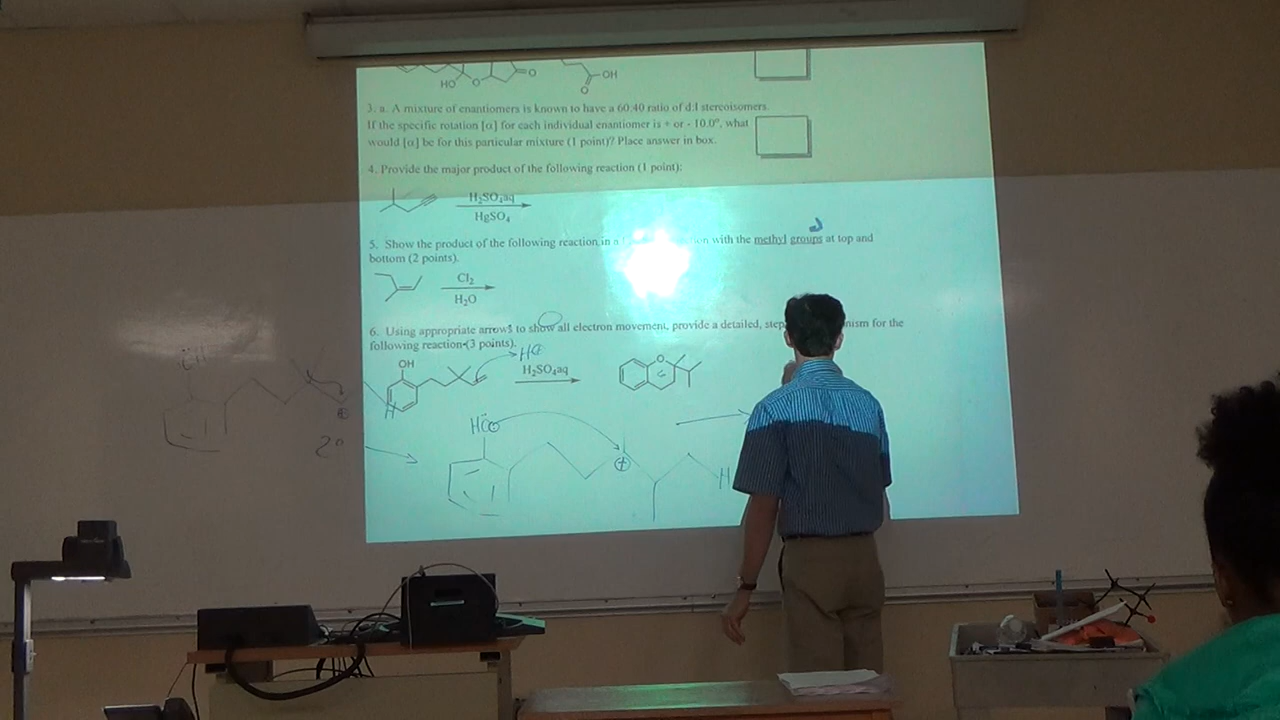 HO O O O OH
3. a. A mixture of enantiomers is known to have a 60:40 ratio of d:l stereoisomers.
If the specific rotation [α] for each individual enantiomer is + or - 10.0°, what
would [α] be for this particular mixture (1 point)? Place answer in box.
4. Provide the major product of the following reaction (1 point):
H₂SO₄aq
HgSO₄
5. Show the product of the following reaction in a with the methyl groups at top and
bottom (2 points).
Cl₂
H₂O
6. Using appropriate arrows to show all electron movement, provide a detailed, for the
following reaction (3 points).
OH H⊕ H₂SO₄aq O
H
⊕
2°
HO
⊕
H